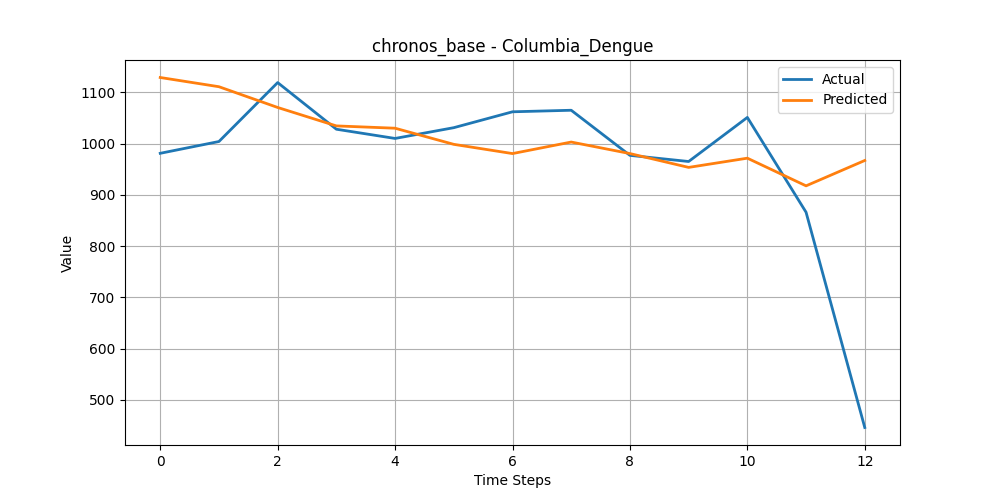 chronos_base - Columbia_Dengue
Actual
Predicted
1100
1000
900
800
700
600
500
Value
0 2 4 6 8 10 12
Time Steps